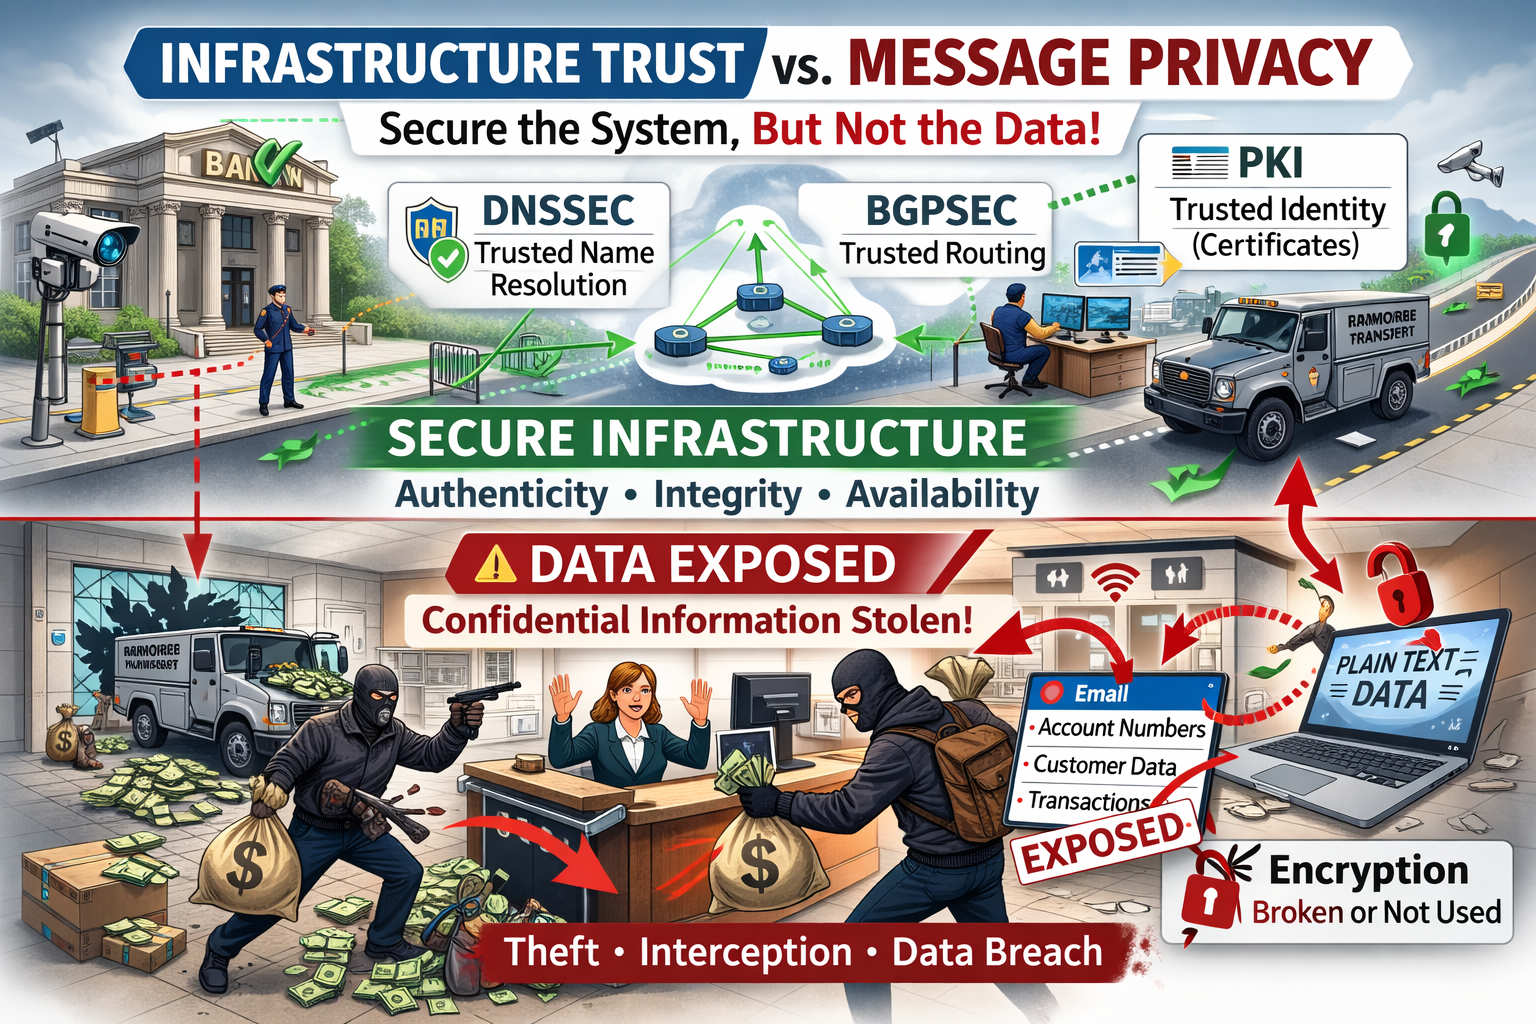 INFRASTRUCTURE TRUST vs. MESSAGE PRIVACY
Secure the System, But Not the Data!
DNSSEC
Trusted Name
Resolution
BGPSEC
Trusted Routing
PKI
Trusted Identity
(Certificates)
SECURE INFRASTRUCTURE
Authenticity • Integrity • Availability
DATA EXPOSED
Confidential Information Stolen!
PLAIN TEXT
DATA
Email
• Account Numbers
• Customer Data
• Transactions
EXPOSED
$
$
$
Encryption
Broken or Not Used
Theft • Interception • Data Breach